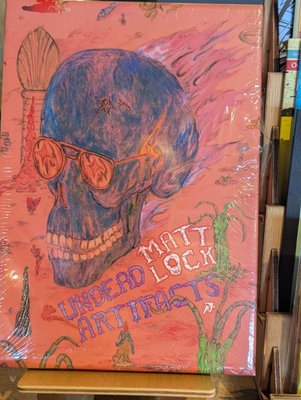 MATT
LOCK
UNDEAD
ARTIFACTS